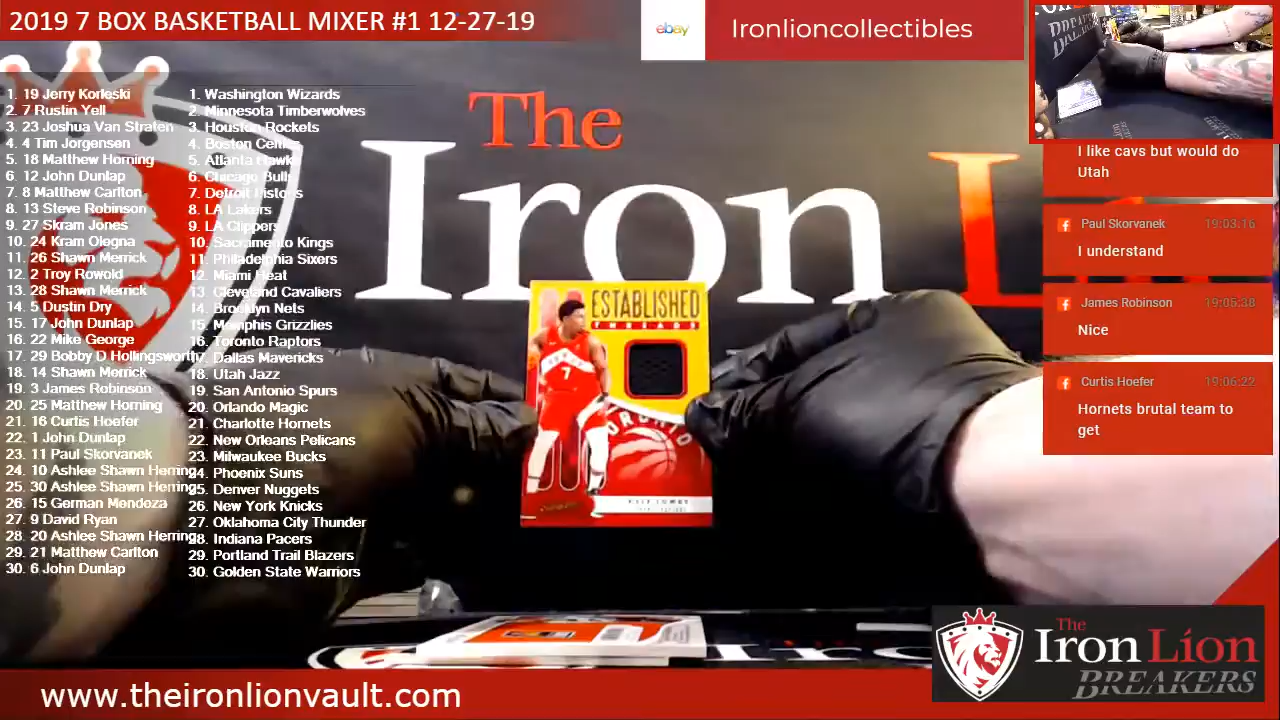 2019 7 BOX BASKETBALL MIXER #1 12-27-19
ebay
Ironlioncollectibles
1. 19 Jerry Korleski
2. 7 Rustin Yell
3. 23 Joshua Van Straten
4. 4 Tim Jorgensen
5. 18 Matthew Horning
6. 12 John Dunlap
7. 8 Matthew Carlton
8. 13 Steve Robinson
9. 27 Skram Jones
10. 24 Kram Olegna
11. 26 Shawn Merrick
12. 2 Troy Rowold
13. 28 Shawn Merrick
14. 5 Dustin Dry
15. 17 John Dunlap
16. 22 Mike George
17. 29 Bobby D Hollingsworth
18. 14 Shawn Merrick
19. 3 James Robinson
20. 25 Matthew Horning
21. 16 Curtis Hoefer
22. 1 John Dunlap
23. 11 Paul Skorvanek
24. 10 Ashlee Shawn Herring
25. 30 Ashlee Shawn Herring
26. 15 German Mendoza
27. 9 David Ryan
28. 20 Ashlee Shawn Herring
29. 21 Matthew Carlton
30. 6 John Dunlap
1. Washington Wizards
2. Minnesota Timberwolves
3. Houston Rockets
4. Boston Celtics
5. Atlanta Hawks
6. Chicago Bulls
7. Detroit Pistons
8. LA Lakers
9. LA Clippers
10. Sacramento Kings
11. Philadelphia Sixers
12. Miami Heat
13. Cleveland Cavaliers
14. Brooklyn Nets
15. Memphis Grizzlies
16. Toronto Raptors
17. Dallas Mavericks
18. Utah Jazz
19. San Antonio Spurs
20. Orlando Magic
21. Charlotte Hornets
22. New Orleans Pelicans
23. Milwaukee Bucks
24. Phoenix Suns
25. Denver Nuggets
26. New York Knicks
27. Oklahoma City Thunder
28. Indiana Pacers
29. Portland Trail Blazers
30. Golden State Warriors
The
Iron Li
ESTABLISHED
THREADS
7
TORONTO
KYLE LOWRY
BREAKERS
I like cavs but would do
Utah
Paul Skorvanek 19:03:16
I understand
James Robinson 19:05:38
Nice
Curtis Hoefer 19:06:22
Hornets brutal team to
get
The
Iron Lion
BREAKERS
www.theironlionvault.com